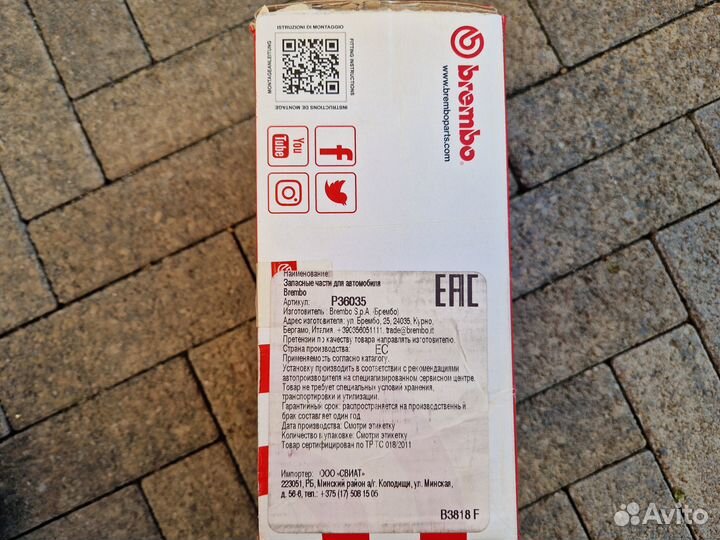 ISTRUZIONI DI MONTAGGIO
MONTAGEANLEITUNG
FITTING INSTRUCTIONS
INSTRUCTIONS DE MONTAGE
brembo
www.bremboparts.com
You
Tube
f
Наименование:
Запасные части для автомобиля
Brembo
Артикул: P36035
EAC
Изготовитель: Brembo S.p.A. (Брембо)
Адрес изготовителя: ул. Брембо, 25, 24035, Курно,
Бергамо, Италия. +390356051111, trade@brembo.it
Претензии по качеству товара направлять изготовителю.
Страна производства: ЕС
Применяемость согласно каталогу.
Установку производить в соответствии с рекомендациями
автопроизводителя на специализированном сервисном центре.
Товар не требует специальных условий хранения,
транспортировки и утилизации.
Гарантийный срок: распространяется на производственный
брак составляет один год
Дата производства: Смотри этикетку
Количество в упаковке: Смотри этикетку
Товар сертифицирован по ТР ТС 018/2011
Импортер: ООО «СВИАТ»
223051, РБ, Минский район а/г. Колодищи, ул. Минская,
д. 56-6, тел.: +375 (17) 508 15 05
B3818 F
Avito